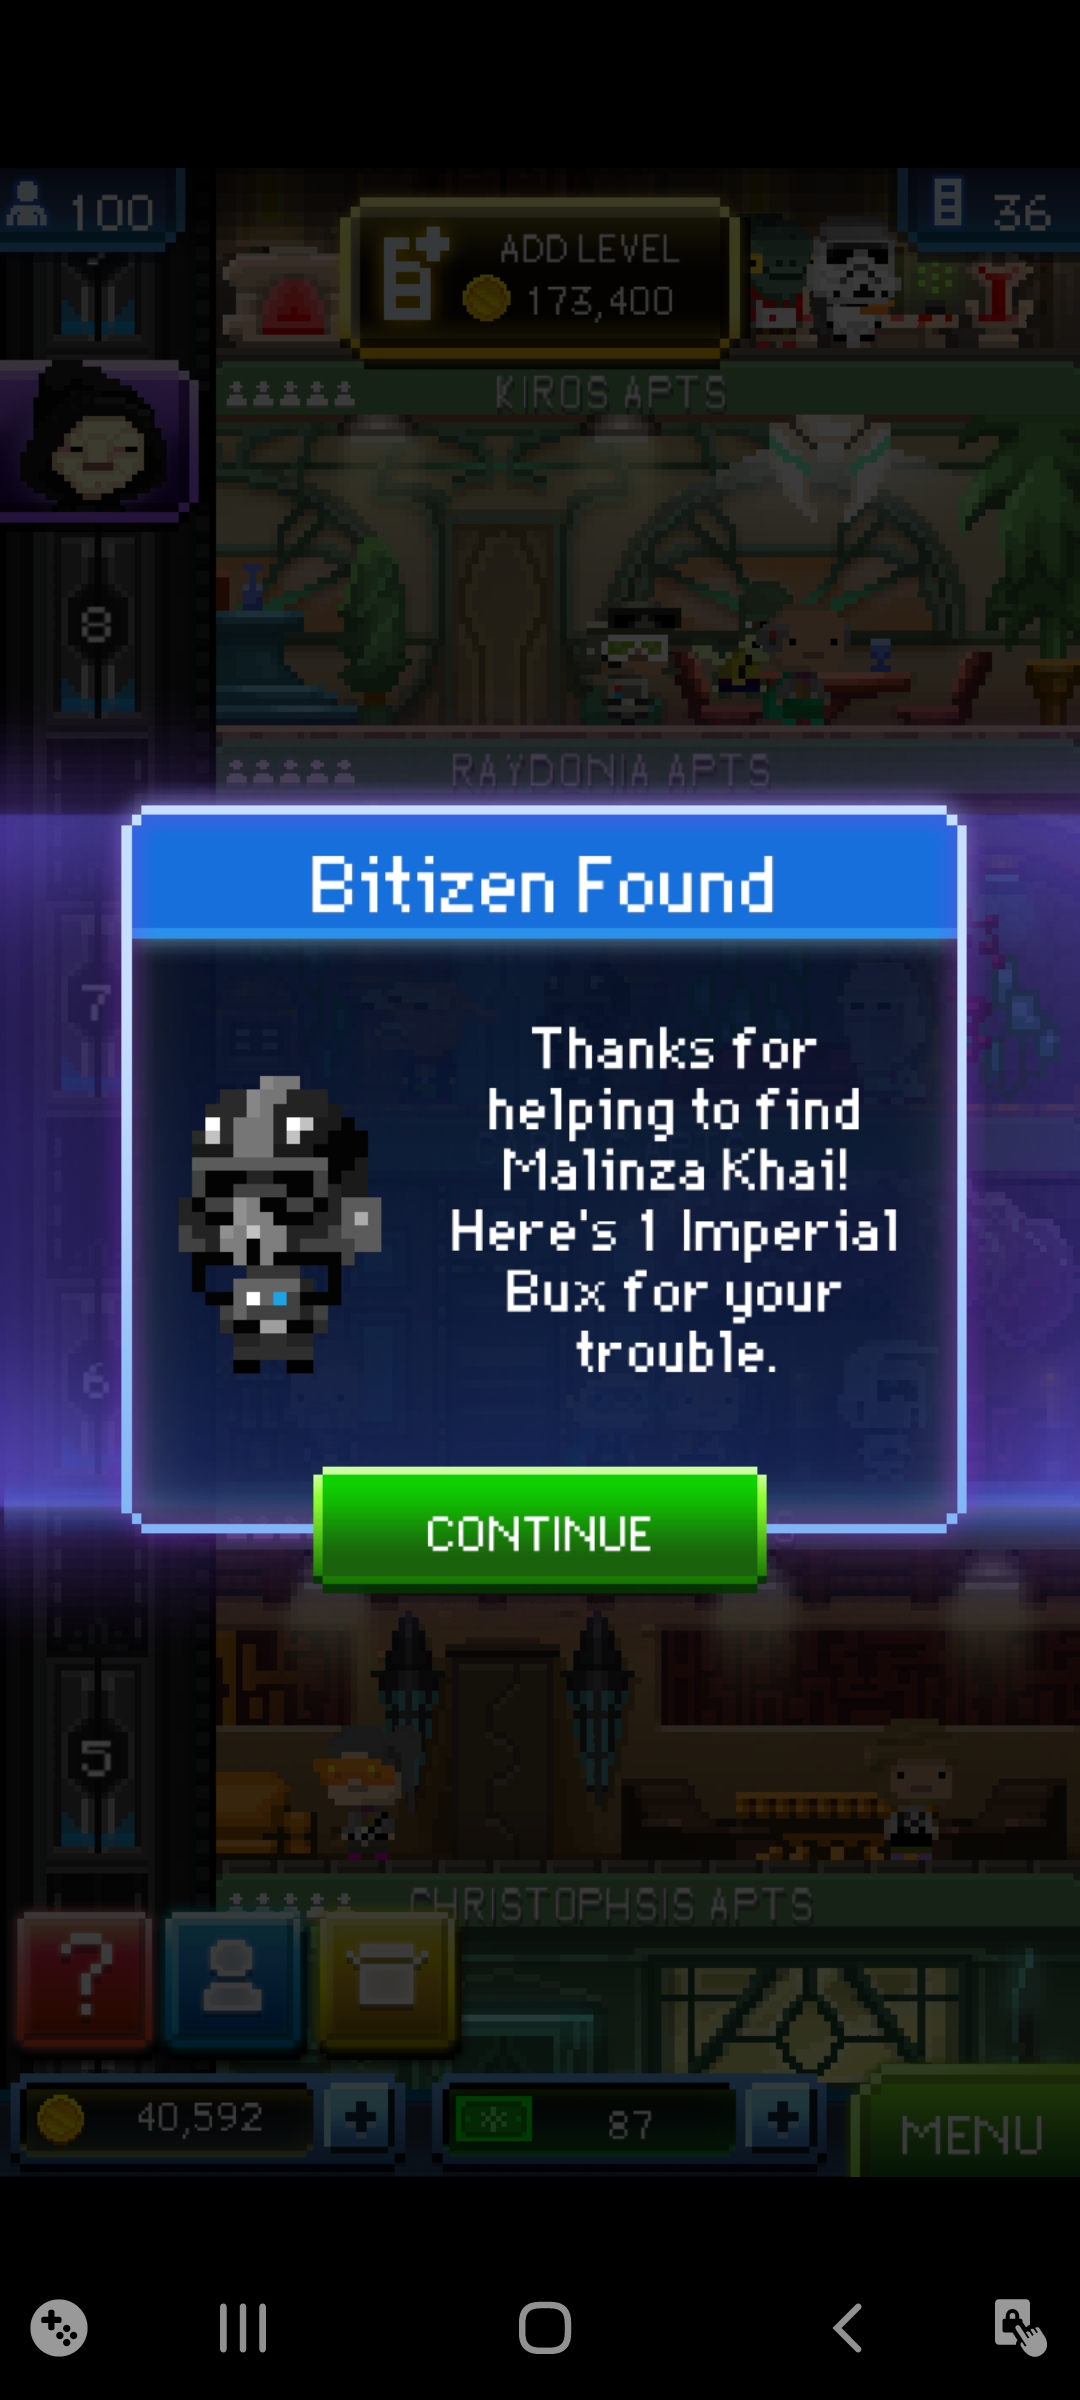 100
ADD LEVEL
173,400
36
KIROS APTS
8
RAYDONIA APTS
Bitizen Found
7
Thanks for
helping to find
Malinza Khai!
Here's 1 Imperial
Bux for your
trouble.
6
CONTINUE
5
CHRISTOPHSIS APTS
?
40,592
87
MENU